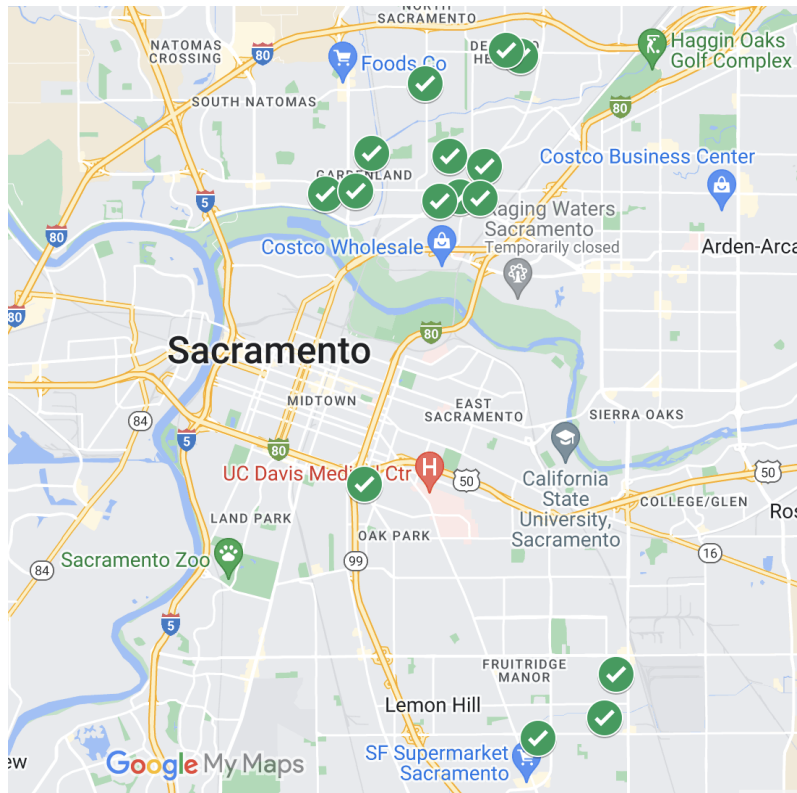 NORTH
SACRAMENTO
NATOMAS
CROSSING
80
Foods Co
Haggin Oaks
Golf Complex
SOUTH NATOMAS
80
Costco Business Center
5
Raging Waters
Sacramento
Temporarily closed
80
Costco Wholesale
Arden-Arca
80
80
Sacramento
MIDTOWN
EAST
SACRAMENTO
SIERRA OAKS
84
5
80
UC Davis Medical Ctr
H
50
50
California
State
University,
Sacramento
COLLEGE/GLEN
Ros
LAND PARK
OAK PARK
16
Sacramento Zoo
99
84
5
FRUITRIDGE
MANOR
Lemon Hill
SF Supermarket
Sacramento
ew
Google My Maps